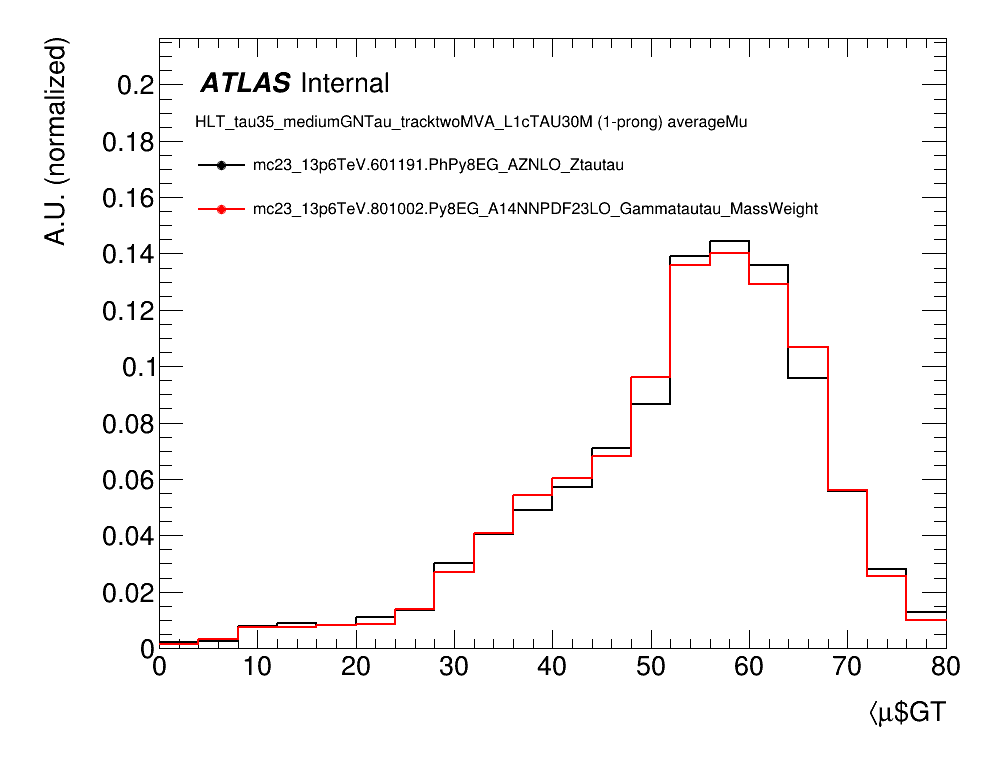 A.U. (normalized)
ATLAS Internal
HLT_tau35_mediumGNTau_tracktwoMVA_L1cTAU30M (1-prong) averageMu
mc23_13p6TeV.601191.PhPy8EG_AZNLO_Ztautau
mc23_13p6TeV.801002.Py8EG_A14NNPDF23LO_Gammatautau_MassWeight
0.2
0.18
0.16
0.14
0.12
0.1
0.08
0.06
0.04
0.02
0
0 10 20 30 40 50 60 70 80
⟨μ$GT